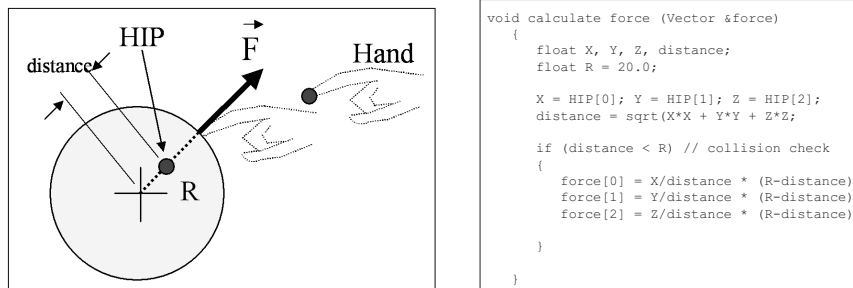 HIP
F
Hand
distance
R
void calculate force (Vector &force)
{
float X, Y, Z, distance;
float R = 20.0;
X = HIP[0]; Y = HIP[1]; Z = HIP[2];
distance = sqrt(X*X + Y*Y + Z*Z;
if (distance < R) // collision check
{
force[0] = X/distance * (R-distance)
force[1] = Y/distance * (R-distance)
force[2] = Z/distance * (R-distance)
}
}